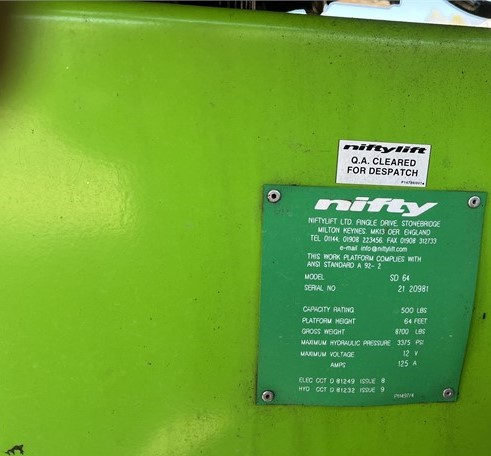 niftylift
Q.A. CLEARED
FOR DESPATCH
nifty
NIFTYLIFT LTD. FINGLE DRIVE, STONEBRIDGE
MILTON KEYNES. MK13 OER. ENGLAND
TEL 01144. 01908 223456. FAX 01908 312733
e-mail info@niftylift.com
THIS WORK PLATFORM COMPLIES WITH
ANSI STANDARD A 92- 2
MODEL SD 64
SERIAL NO 21 20981
CAPACITY RATING 500 LBS
PLATFORM HEIGHT 64 FEET
GROSS WEIGHT 8700 LBS
MAXIMUM HYDRAULIC PRESSURE 3375 PSI
MAXIMUM VOLTAGE 12 V
AMPS 125 A
ELEC CCT D 81249 ISSUE 8
HYD CCT D 81232 ISSUE 9
P14977/4